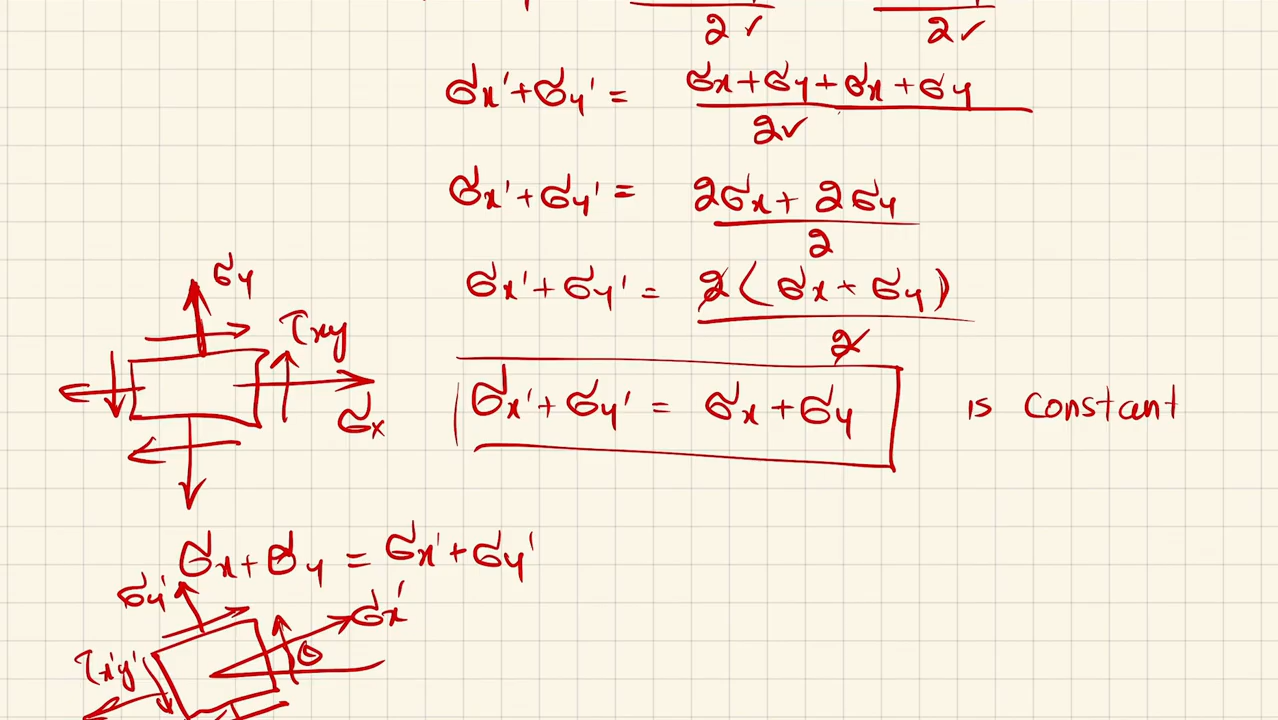 2✓ 2✓
σx'+σy' = σx+σy+σx+σy
2✓
σx'+σy' = 2σx+2σy
2
σx'+σy' = 2(σx+σy)
2
σx'+σy' = σx+σy is constant
σy
τxy
σx
σx+σy = σx'+σy'
σy'
σx'
θ
τx'y'